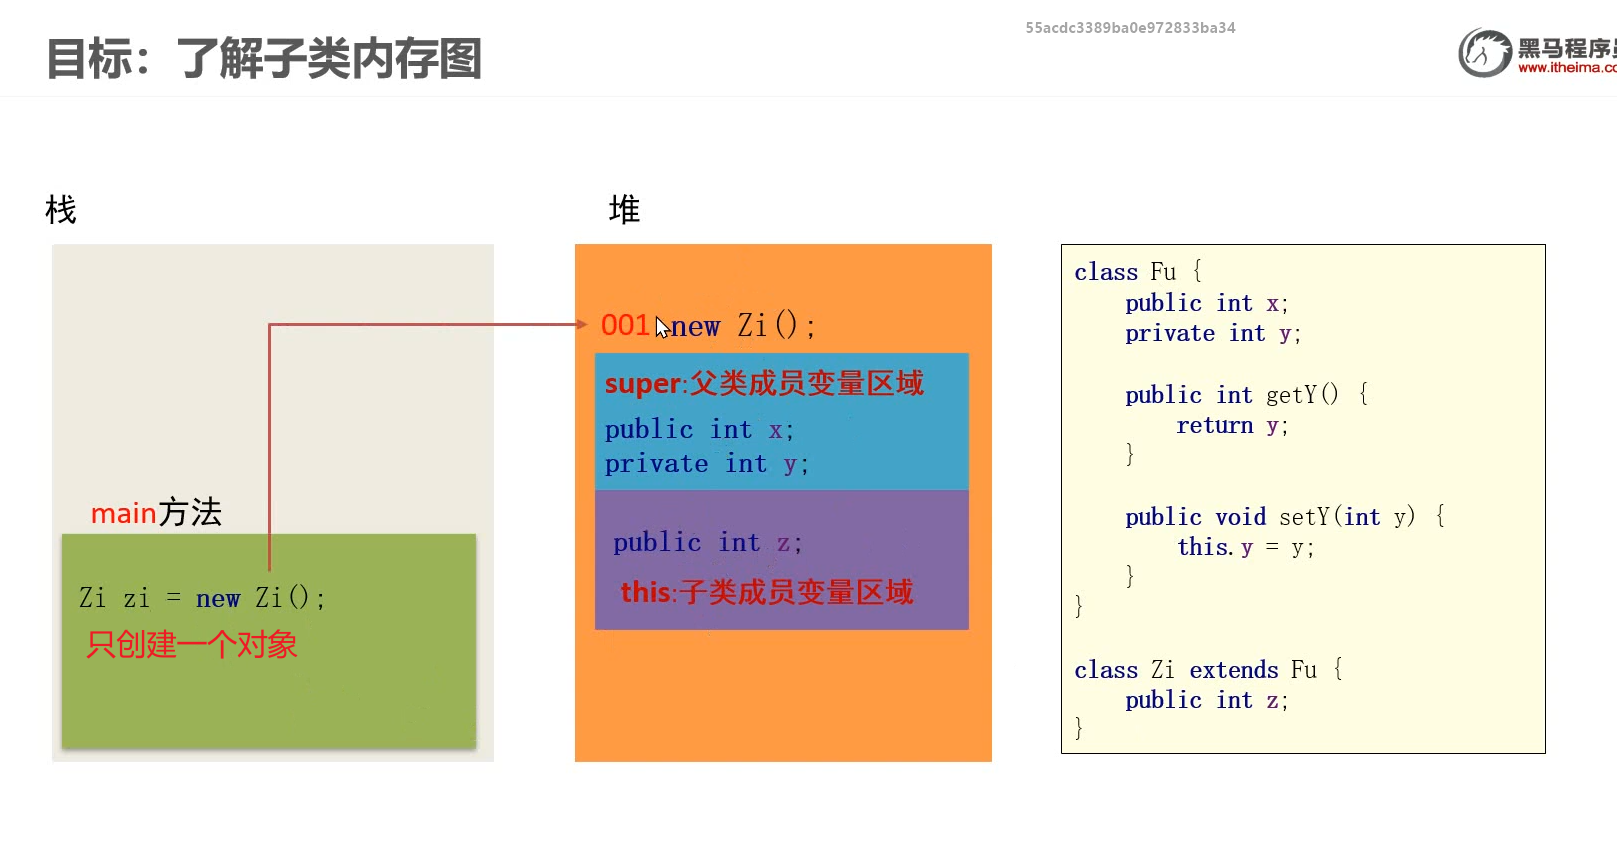 55acdc3389ba0e972833ba34
目标：了解子类内存图
黑马程序员
www.itheima.co
栈
main方法
Zi zi = new Zi();
只创建一个对象
堆
001 new Zi();
super:父类成员变量区域
public int x;
private int y;
public int z;
this:子类成员变量区域
class Fu {
public int x;
private int y;
public int getY() {
return y;
}
public void setY(int y) {
this.y = y;
}
}
class Zi extends Fu {
public int z;
}